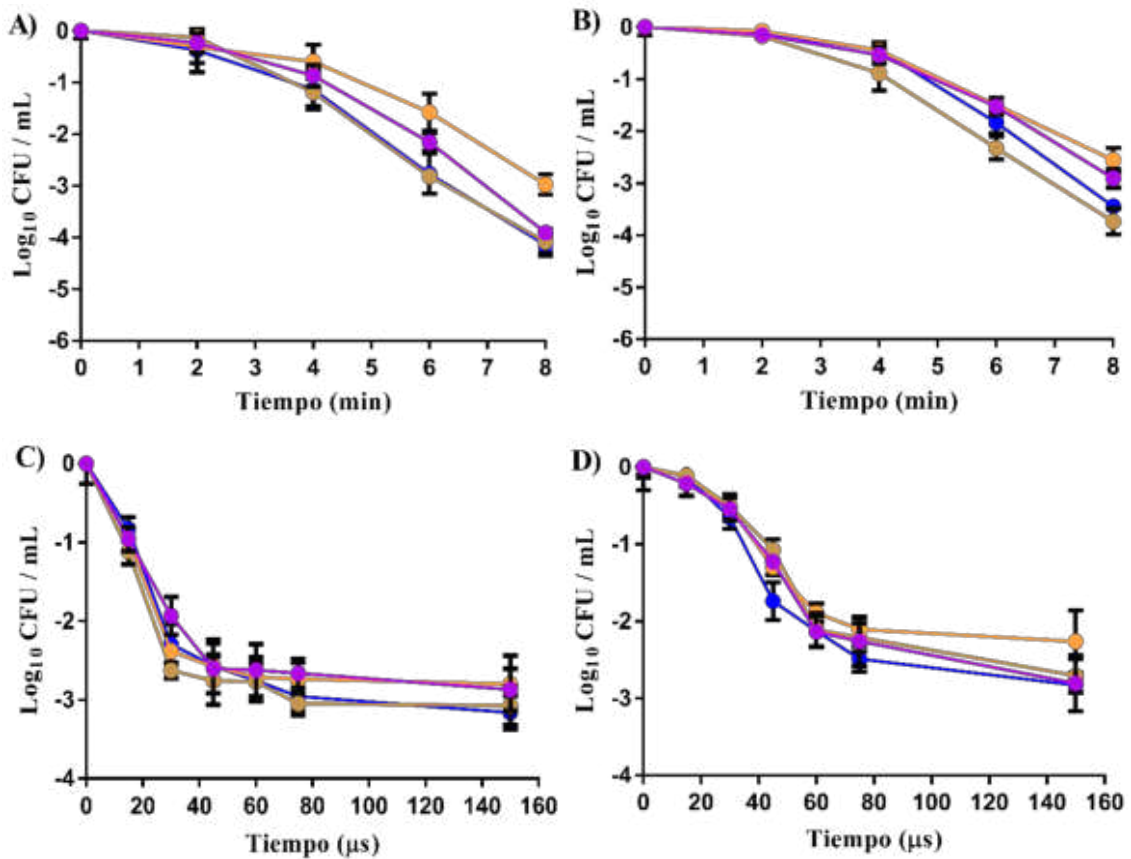 A)
Log10 CFU / mL
0
-1
-2
-3
-4
-5
-6
0 1 2 3 4 5 6 7 8
Tiempo (min)
B)
Log10 CFU / mL
0
-1
-2
-3
-4
-5
-6
0 1 2 3 4 5 6 7 8
Tiempo (min)
C)
Log10 CFU / mL
0
-1
-2
-3
-4
0 20 40 60 80 100 120 140 160
Tiempo (μs)
D)
Log10 CFU / mL
0
-1
-2
-3
-4
0 20 40 60 80 100 120 140 160
Tiempo (μs)